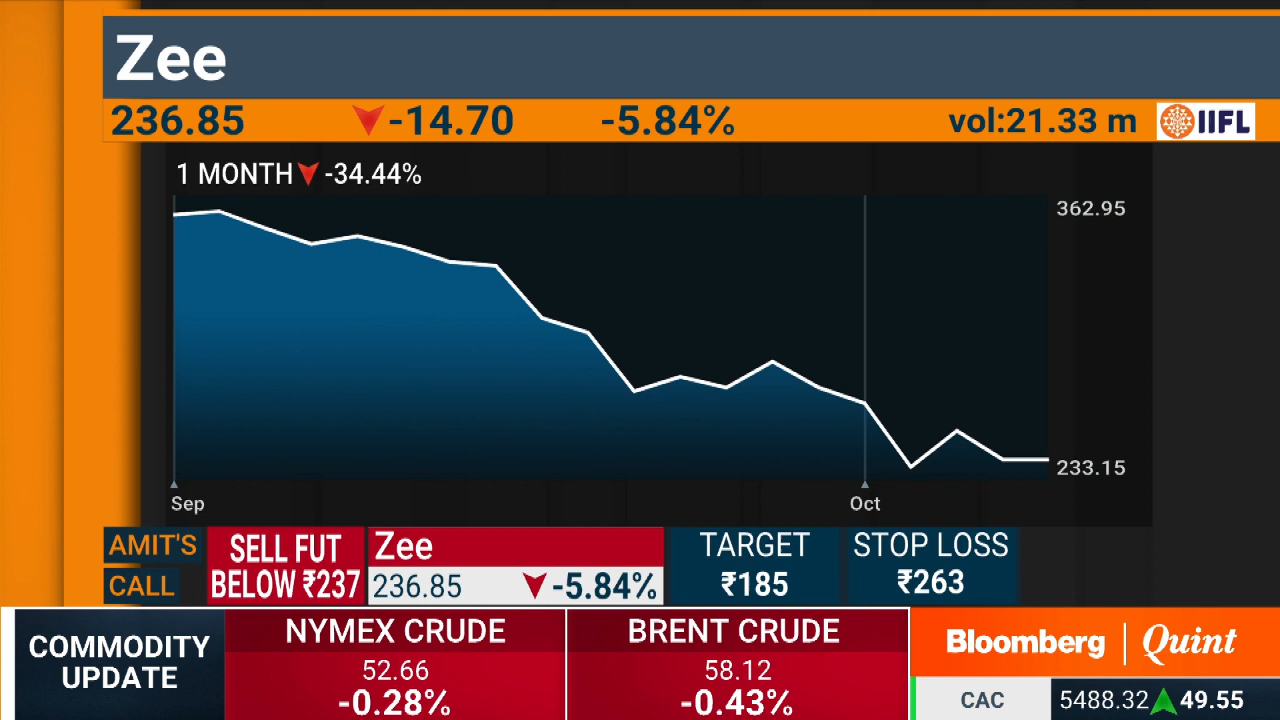 Zee
236.85 -14.70 -5.84% vol:21.33 m IIFL
1 MONTH -34.44%
362.95
233.15
Sep Oct
AMIT'S
CALL
SELL FUT
BELOW ₹237
Zee
236.85 -5.84%
TARGET
₹185
STOP LOSS
₹263
COMMODITY
UPDATE
NYMEX CRUDE
52.66
-0.28%
BRENT CRUDE
58.12
-0.43%
Bloomberg | Quint
CAC 5488.32 49.55